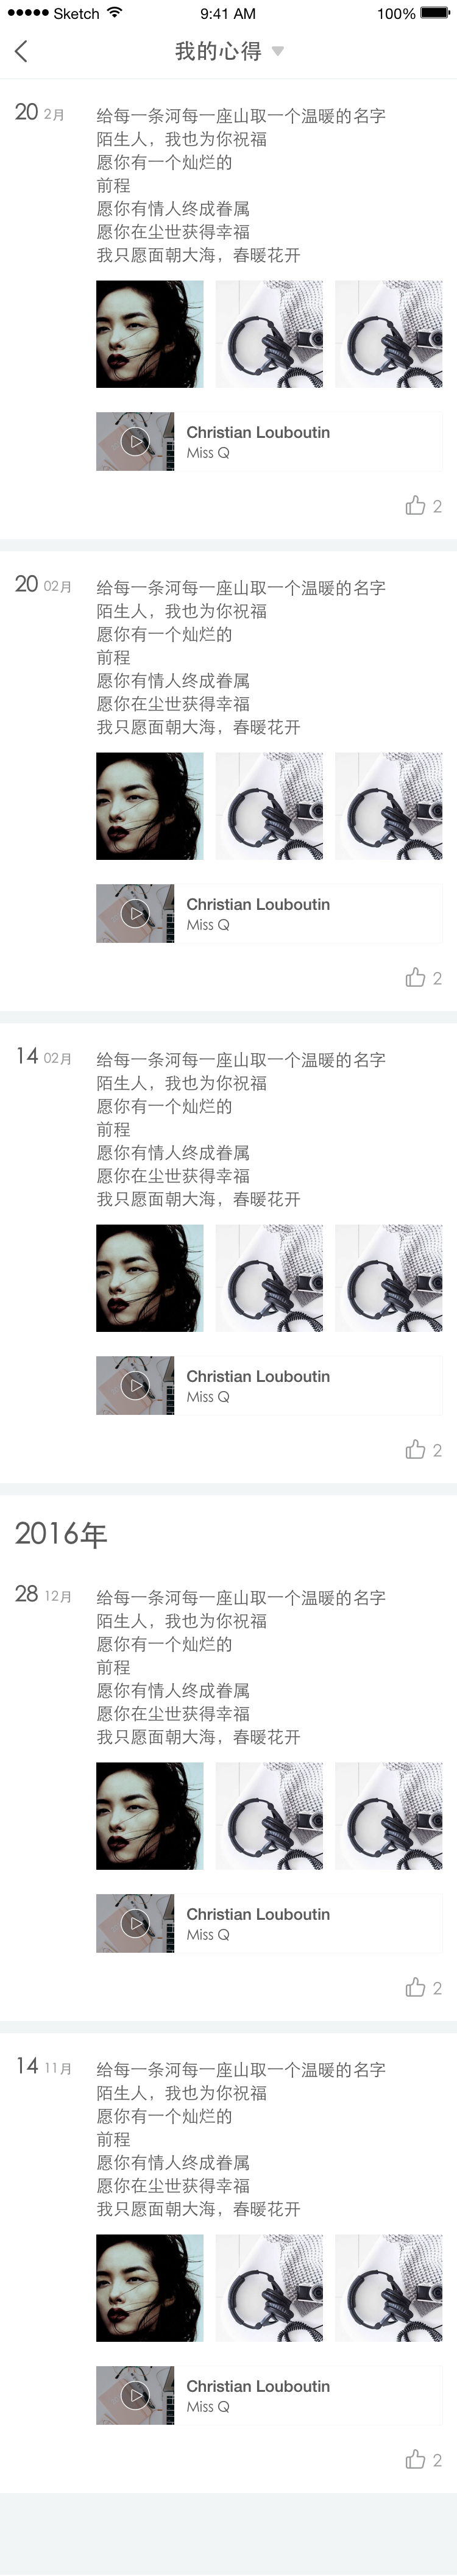 Sketch 9:41 AM 100%
我的心得
20 2月
给每一条河每一座山取一个温暖的名字
陌生人，我也为你祝福
愿你有一个灿烂的
前程
愿你有情人终成眷属
愿你在尘世获得幸福
我只愿面朝大海，春暖花开
Christian Louboutin
Miss Q
2
20 02月
给每一条河每一座山取一个温暖的名字
陌生人，我也为你祝福
愿你有一个灿烂的
前程
愿你有情人终成眷属
愿你在尘世获得幸福
我只愿面朝大海，春暖花开
Christian Louboutin
Miss Q
2
14 02月
给每一条河每一座山取一个温暖的名字
陌生人，我也为你祝福
愿你有一个灿烂的
前程
愿你有情人终成眷属
愿你在尘世获得幸福
我只愿面朝大海，春暖花开
Christian Louboutin
Miss Q
2
2016年
28 12月
给每一条河每一座山取一个温暖的名字
陌生人，我也为你祝福
愿你有一个灿烂的
前程
愿你有情人终成眷属
愿你在尘世获得幸福
我只愿面朝大海，春暖花开
Christian Louboutin
Miss Q
2
14 11月
给每一条河每一座山取一个温暖的名字
陌生人，我也为你祝福
愿你有一个灿烂的
前程
愿你有情人终成眷属
愿你在尘世获得幸福
我只愿面朝大海，春暖花开
Christian Louboutin
Miss Q
2